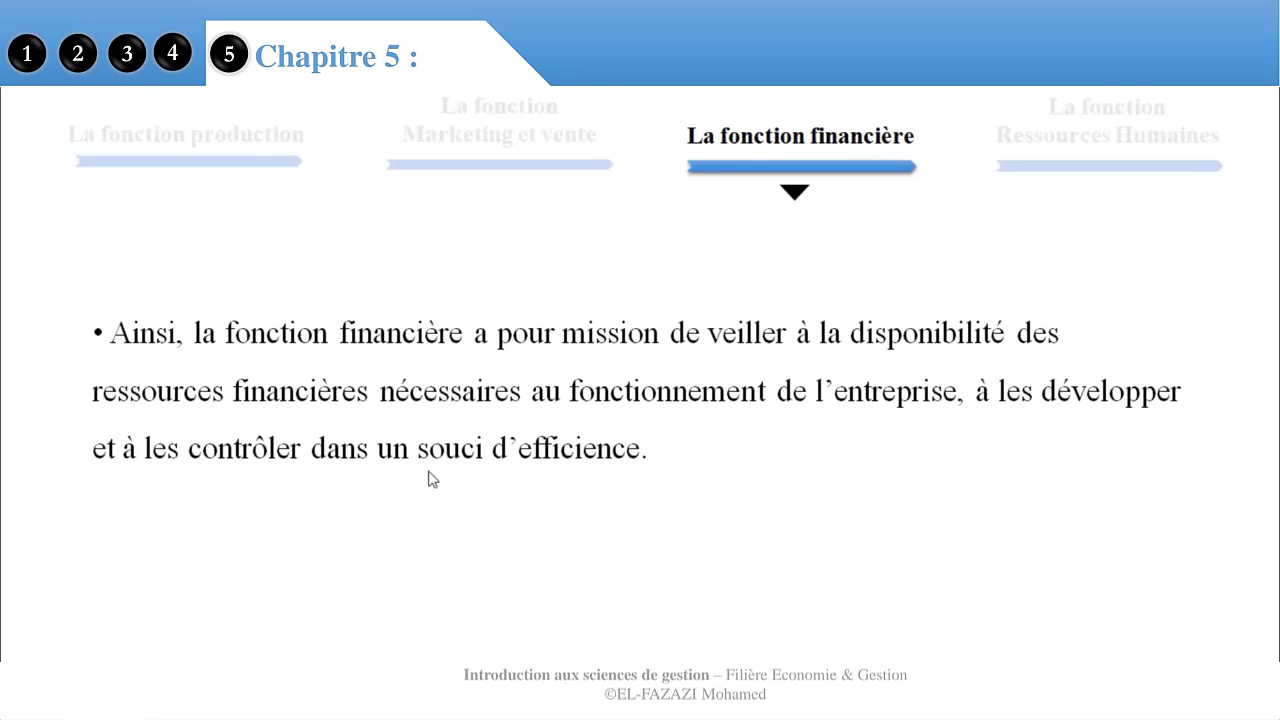 1 2 3 4 5 Chapitre 5 :
La fonction production
La fonction
Marketing et vente
La fonction financière
La fonction
Ressources Humaines
• Ainsi, la fonction financière a pour mission de veiller à la disponibilité des
ressources financières nécessaires au fonctionnement de l’entreprise, à les développer
et à les contrôler dans un souci d’efficience.
Introduction aux sciences de gestion – Filière Economie & Gestion
©EL-FAZAZI Mohamed